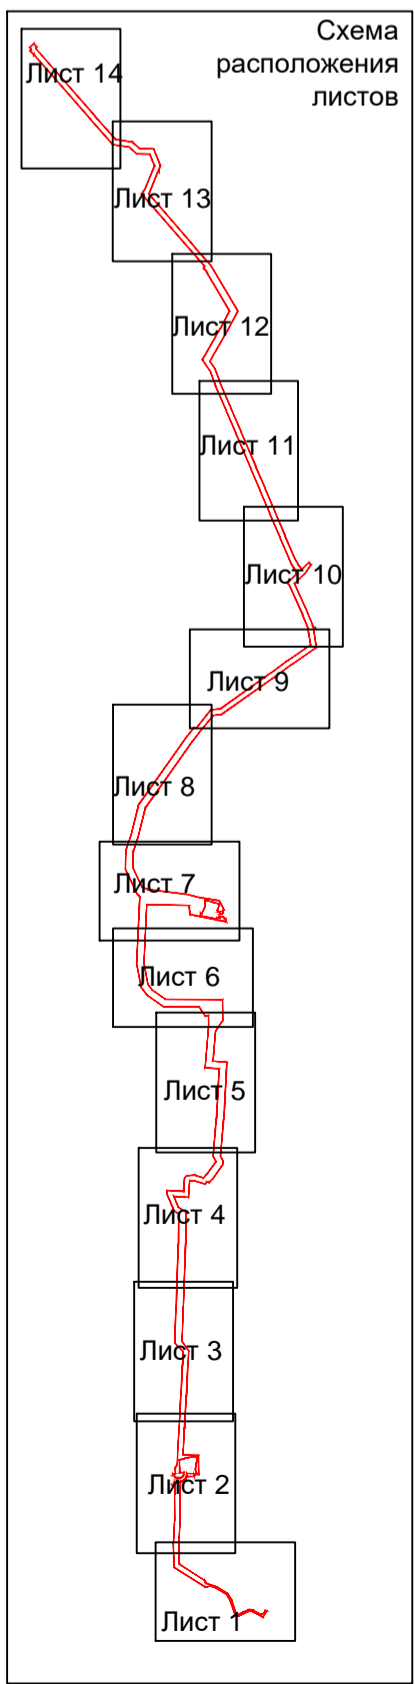 Схема
расположения
листов
Лист 14
Лист 13
Лист 12
Лист 11
Лист 10
Лист 9
Лист 8
Лист 7
Лист 6
Лист 5
Лист 4
Лист 3
Лист 2
Лист 1